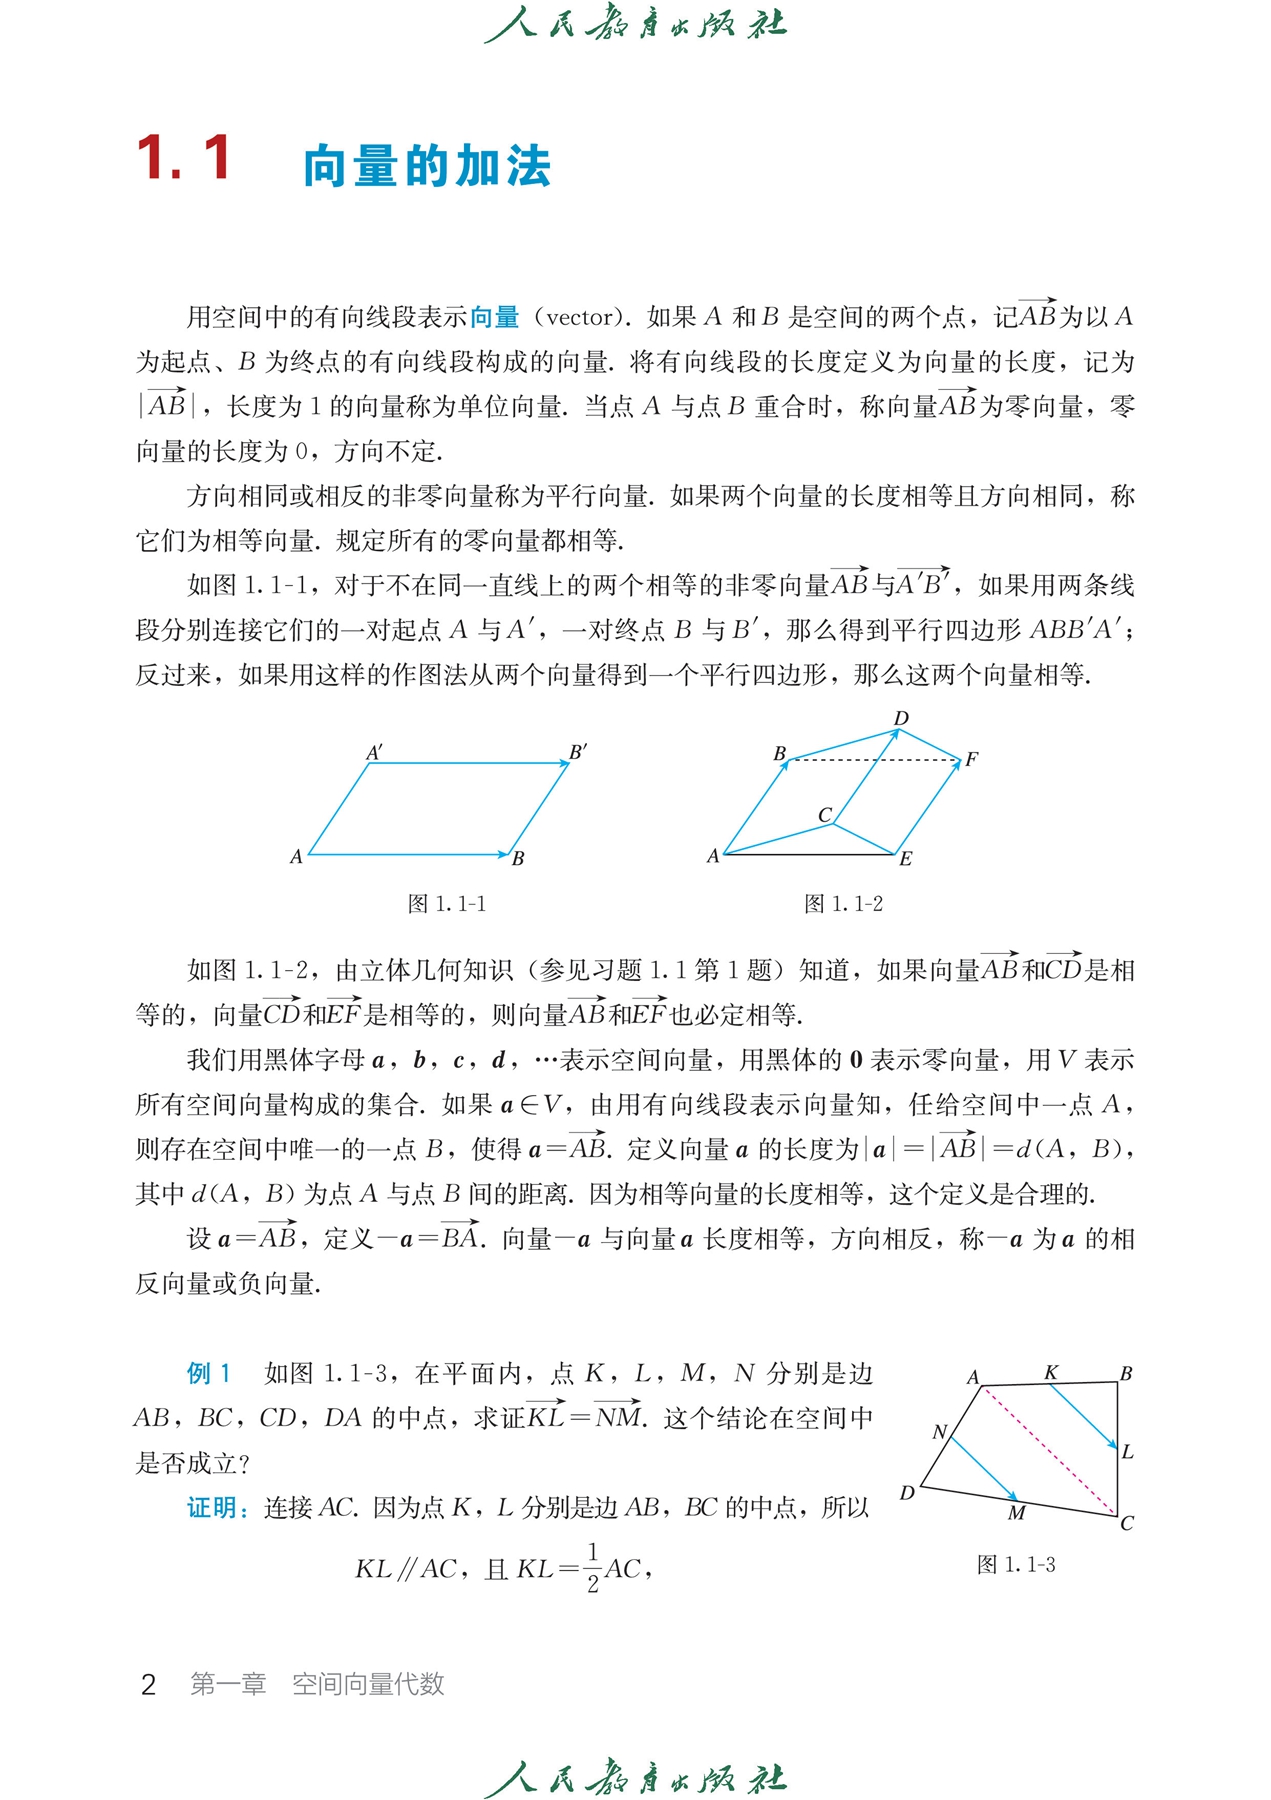 人民教育出版社
1.1 向量的加法
用空间中的有向线段表示向量（vector）. 如果 A 和 B 是空间的两个点，记$\overrightarrow{AB}$为以 A
为起点、B 为终点的有向线段构成的向量. 将有向线段的长度定义为向量的长度，记为
|$\overrightarrow{AB}$|，长度为 1 的向量称为单位向量. 当点 A 与点 B 重合时，称向量$\overrightarrow{AB}$为零向量，零
向量的长度为 0，方向不定.
方向相同或相反的非零向量称为平行向量. 如果两个向量的长度相等且方向相同，称
它们为相等向量. 规定所有的零向量都相等.
如图 1.1-1，对于不在同一直线上的两个相等的非零向量$\overrightarrow{AB}$与$\overrightarrow{A'B'}$，如果用两条线
段分别连接它们的一对起点 A 与 A′，一对终点 B 与 B′，那么得到平行四边形 ABB′A′；
反过来，如果用这样的作图法从两个向量得到一个平行四边形，那么这两个向量相等.
A′ B′
A B
图 1.1-1
D
B F
C
A E
图 1.1-2
如图 1.1-2，由立体几何知识（参见习题 1.1 第 1 题）知道，如果向量$\overrightarrow{AB}$和$\overrightarrow{CD}$是相
等的，向量$\overrightarrow{CD}$和$\overrightarrow{EF}$是相等的，则向量$\overrightarrow{AB}$和$\overrightarrow{EF}$也必定相等.
我们用黑体字母 a，b，c，d，…表示空间向量，用黑体的 0 表示零向量，用 V 表示
所有空间向量构成的集合. 如果 a∈V，由用有向线段表示向量知，任给空间中一点 A，
则存在空间中唯一的一点 B，使得 a=$\overrightarrow{AB}$. 定义向量 a 的长度为|a|=|$\overrightarrow{AB}$|=d(A，B)，
其中 d(A，B) 为点 A 与点 B 间的距离. 因为相等向量的长度相等，这个定义是合理的.
设 a=$\overrightarrow{AB}$，定义−a=$\overrightarrow{BA}$. 向量−a 与向量 a 长度相等，方向相反，称−a 为 a 的相
反向量或负向量.
例 1 如图 1.1-3，在平面内，点 K，L，M，N 分别是边
AB，BC，CD，DA 的中点，求证$\overrightarrow{KL}$=$\overrightarrow{NM}$. 这个结论在空间中
是否成立?
证明：连接 AC. 因为点 K，L 分别是边 AB，BC 的中点，所以
KL∥AC，且 KL=$\frac{1}{2}$AC，
A K B
N L
D M C
图 1.1-3
2 第一章 空间向量代数
人民教育出版社